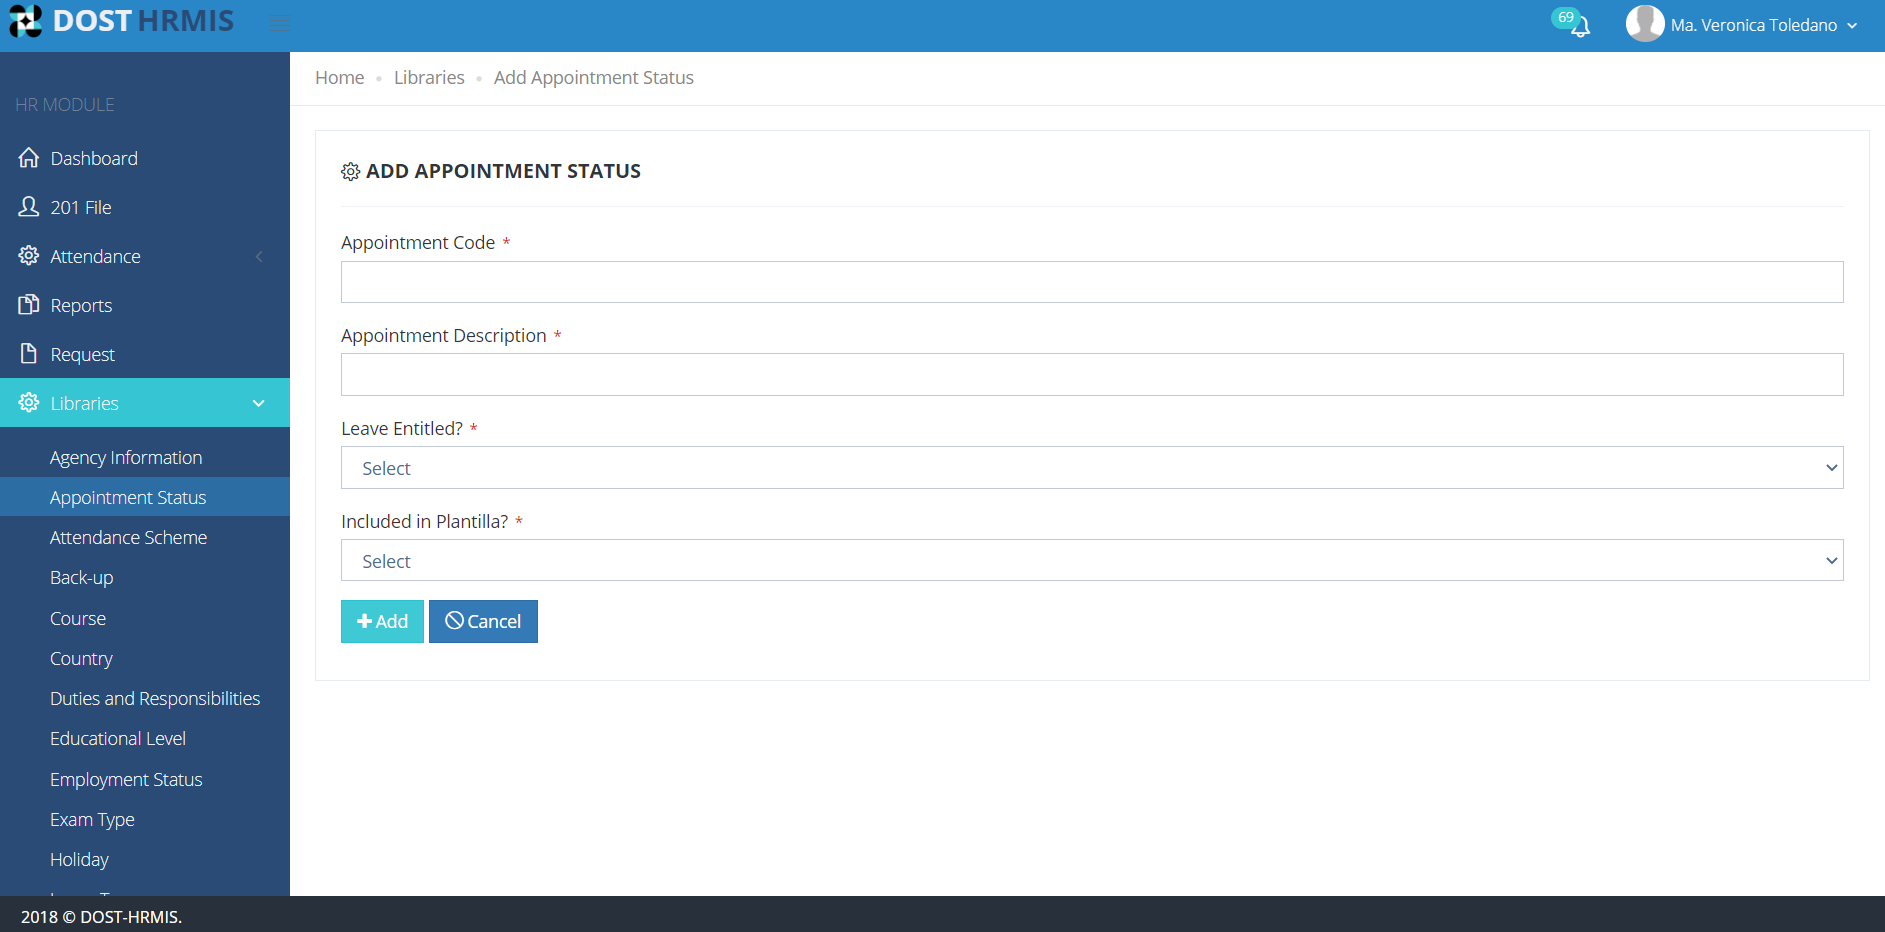 DOST HRMIS
69
Ma. Veronica Toledano
HR MODULE
Dashboard
201 File
Attendance
Reports
Request
Libraries
Agency Information
Appointment Status
Attendance Scheme
Back-up
Course
Country
Duties and Responsibilities
Educational Level
Employment Status
Exam Type
Holiday
Home
Libraries
Add Appointment Status
ADD APPOINTMENT STATUS
Appointment Code *
Appointment Description *
Leave Entitled? *
Select
Included in Plantilla? *
Select
Add
Cancel
2018 © DOST-HRMIS.